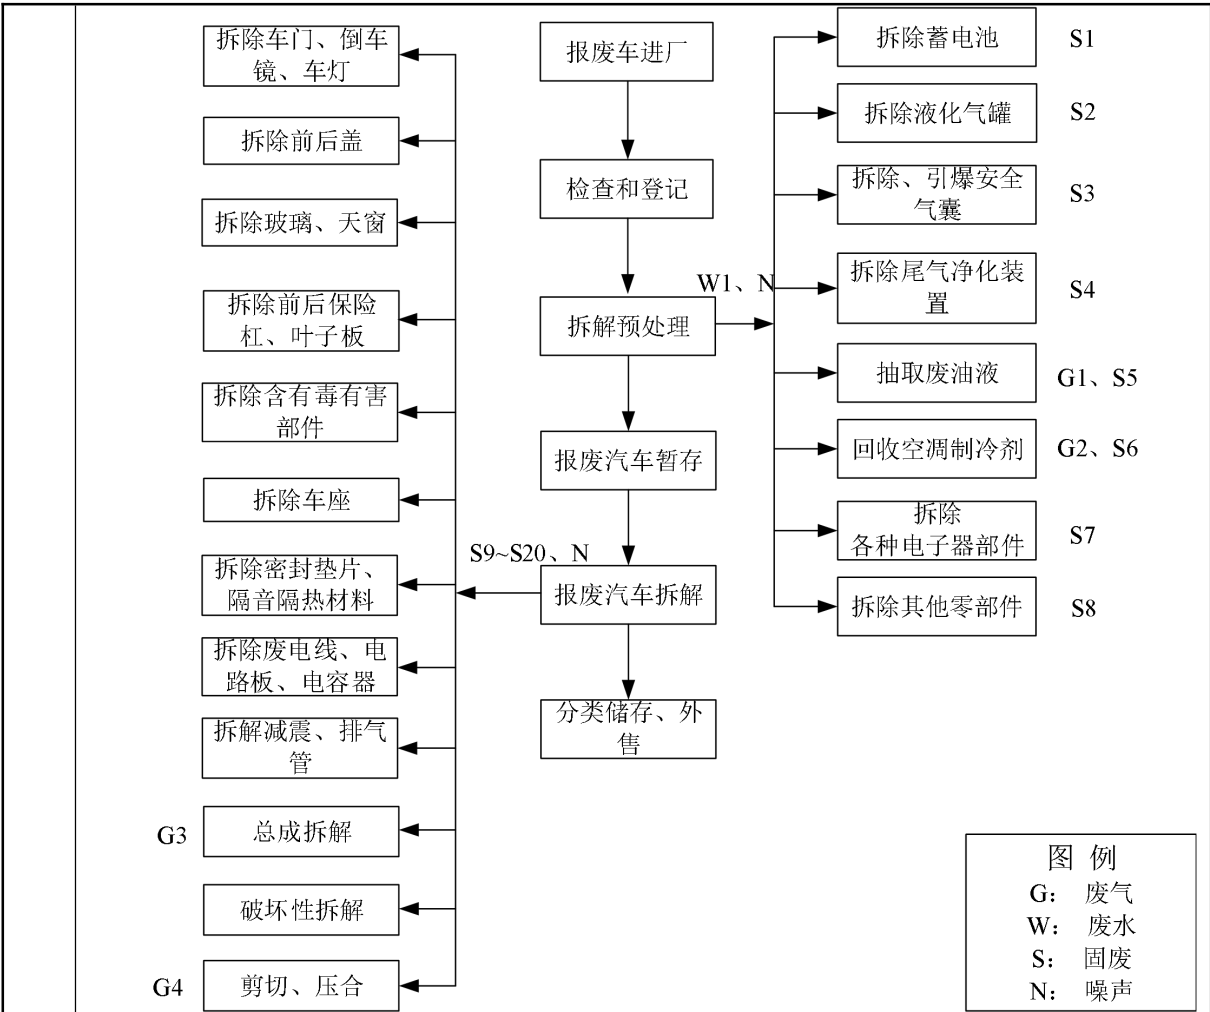 拆除车门、倒车
镜、车灯
拆除前后盖
拆除玻璃、天窗
拆除前后保险
杠、叶子板
拆除含有毒有害
部件
拆除车座
拆除密封垫片、
隔音隔热材料
拆除废电线、电
路板、电容器
拆解减震、排气
管
G3
总成拆解
破坏性拆解
G4
剪切、压合
S9~S20、N
报废车进厂
检查和登记
拆解预处理
报废汽车暂存
报废汽车拆解
分类储存、外
售
W1、N
拆除蓄电池
S1
拆除液化气罐
S2
拆除、引爆安全
气囊
S3
拆除尾气净化装
置
S4
抽取废油液
G1、S5
回收空凋制冷剂
G2、S6
拆除
各种电子器部件
S7
拆除其他零部件
S8
图 例
G： 废气
W： 废水
S： 固废
N： 噪声